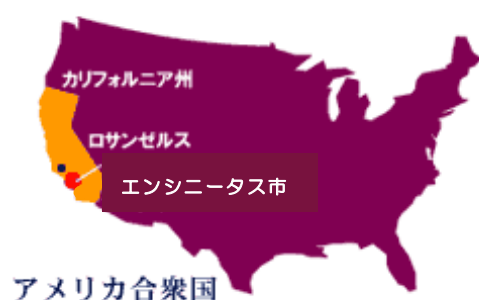 カリフォルニア州
ロサンゼルス
エンシニータス市
アメリカ合衆国